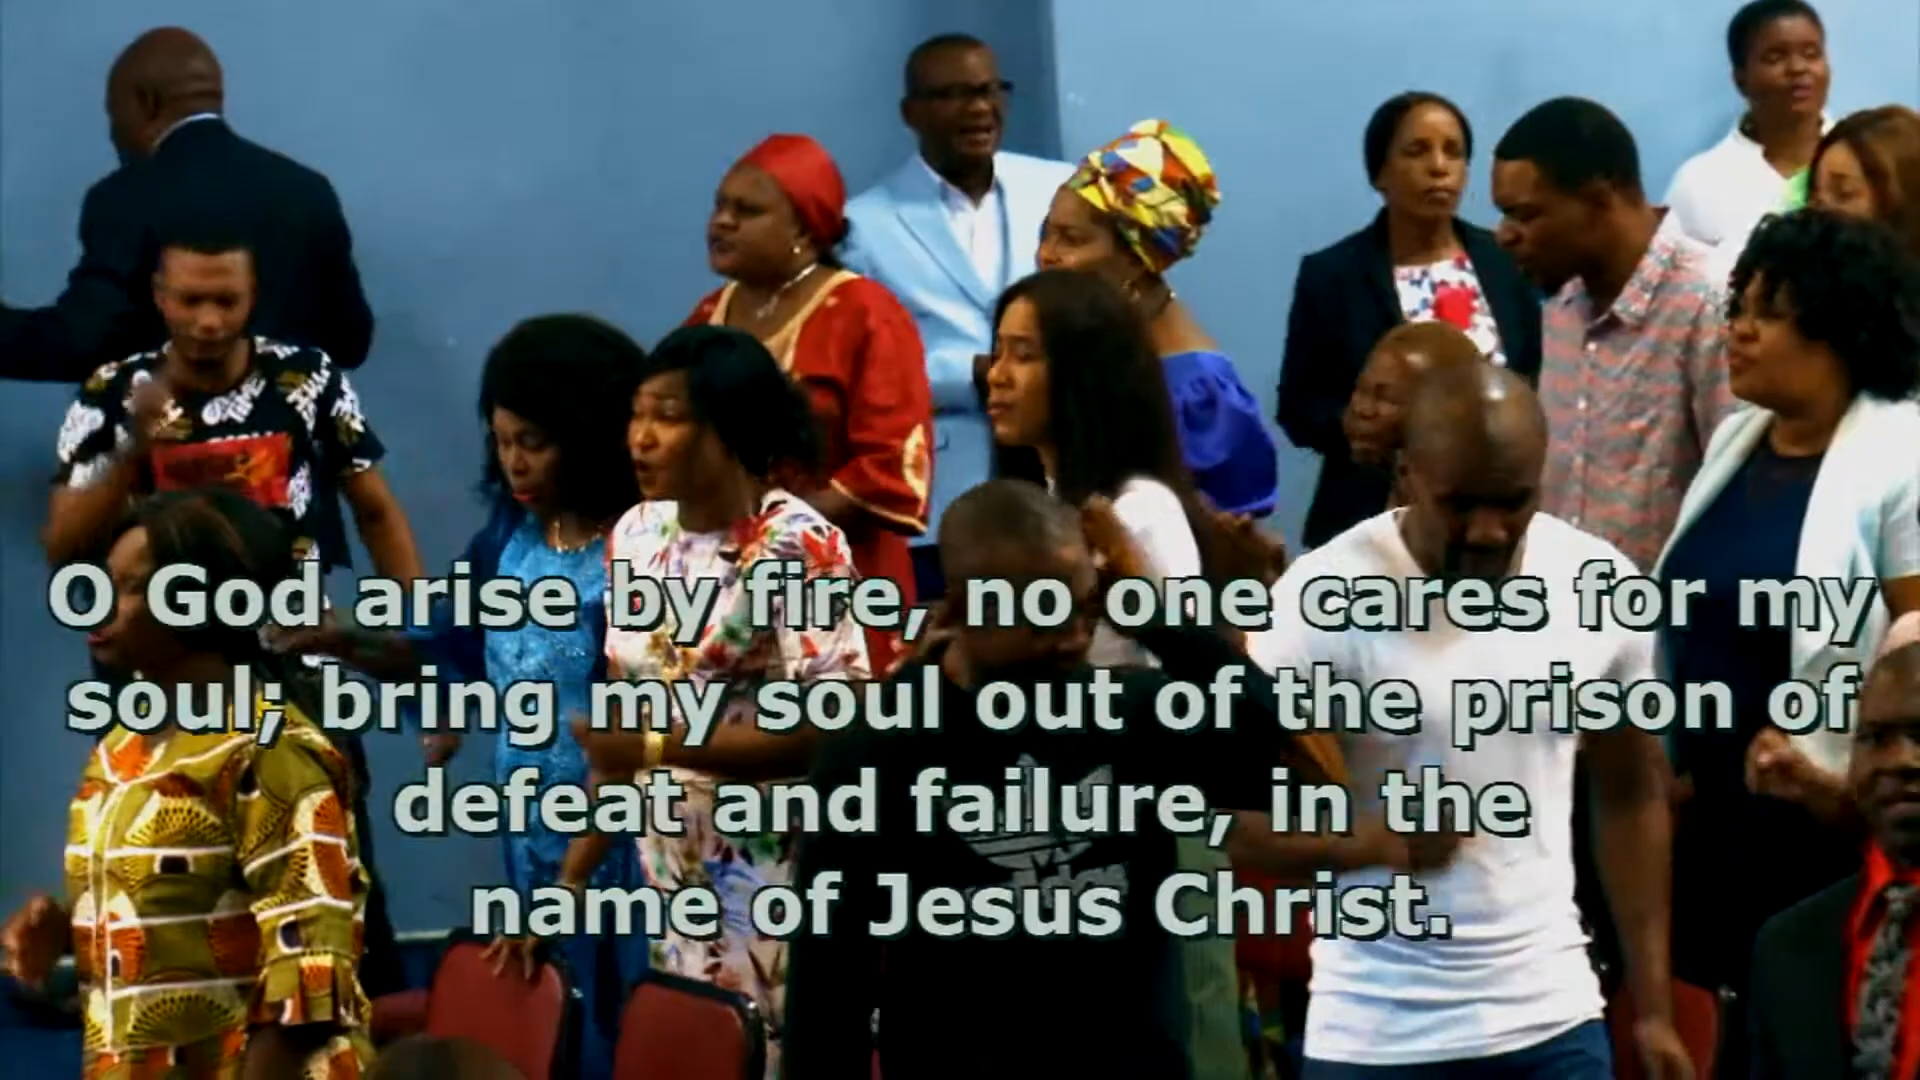 O God arise by fire, no one cares for my
soul; bring my soul out of the prison of
defeat and failure, in the
name of Jesus Christ.